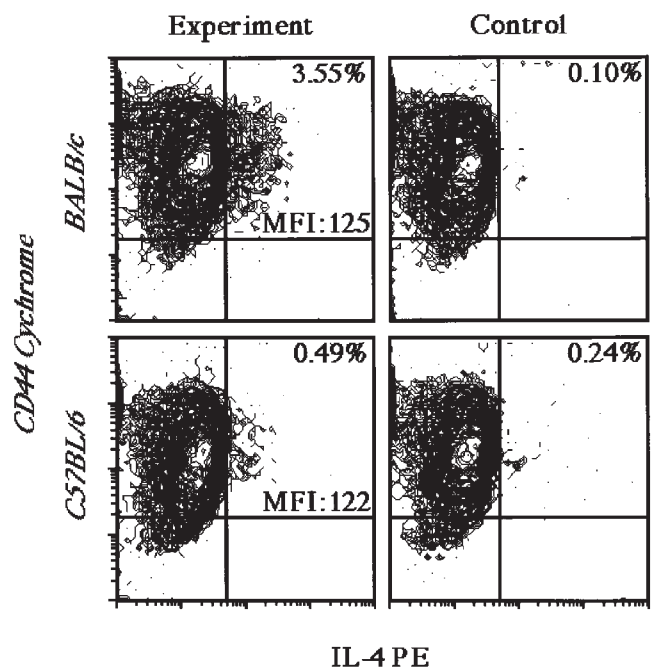 Experiment Control
3.55% 0.10%
BALB/c
MFI:125
CD44 Cychrome
0.49% 0.24%
C57BL/6
MFI:122
IL-4 PE